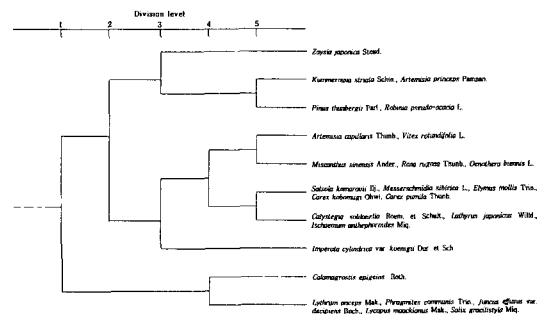 Division level
1 2 3 4 5
Zoysia japonica Steud.
Kummerowia striata Schin., Artemisia princeps Pampan.
Pinus thunbergii Parl., Robinia pseudo-acacia L.
Artemisia capillaris Thunb., Vitex rotundifolia L.
Miscanthus sinensis Ander., Rosa rugosa Thunb., Oenothera biennis L.
Salsola komarovii Ilj., Messerschmidia sibirica L., Elymus mollis Trin.,
Carex kobomugi Ohwi, Carex pumila Thunb.
Calystegia soldanella Roem. et Schult., Lathyrus japonicus Willd.,
Ischaemum anthephoroides Miq.
Imperata cylindrica var. koenigii Dur. et Sch.
Calamagrostis epigeios Roth.
Lythrum anceps Mak., Phragmites communis Trin., Juncus effusus var.
decipiens Buch., Lycopus maackianus Mak., Salix gracilistyla Miq.